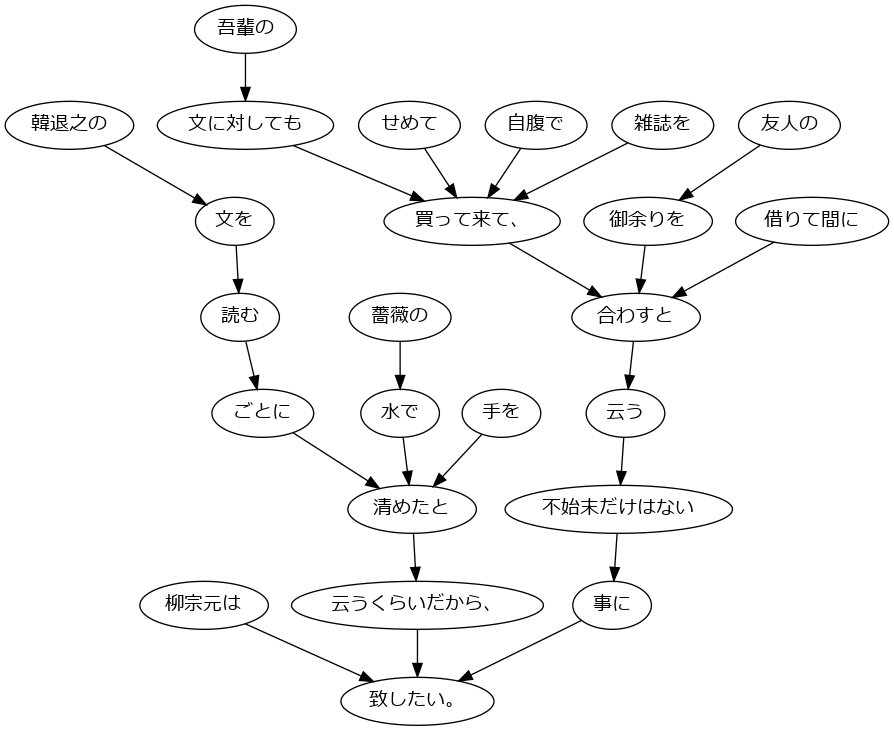 吾輩の
韓退之の
文に対しても
せめて
自腹で
雑誌を
友人の
文を
買って来て、
御余りを
借りて間に
読む
薔薇の
合わすと
ごとに
水で
手を
云う
清めたと
不始末だけはない
柳宗元は
云うくらいだから、
事に
致したい。